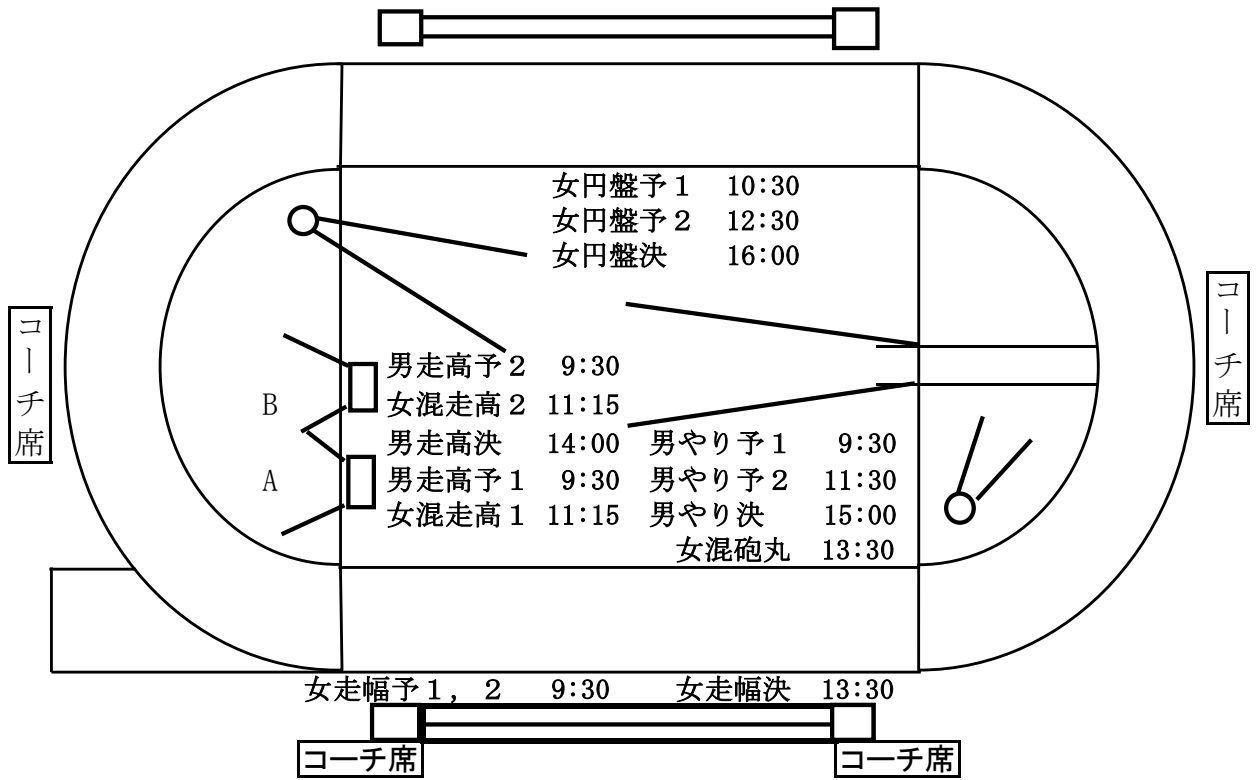 女円盤予１　10:30
女円盤予２　12:30
女円盤決　16:00
コーチ席
コーチ席
男走高予２　9:30
B
女混走高２　11:15
男走高決　14:00
男やり予１　9:30
A
男走高予１　9:30
男やり予２　11:30
女混走高１　11:15
男やり決　15:00
女混砲丸　13:30
女走幅予１，２　9:30　女走幅決　13:30
コーチ席
コーチ席